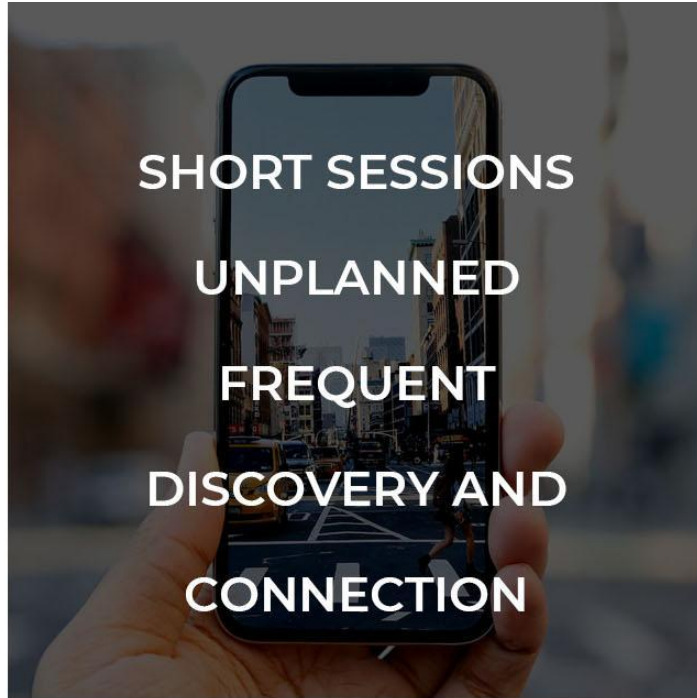 SHORT SESSIONS
UNPLANNED
FREQUENT
DISCOVERY AND
CONNECTION